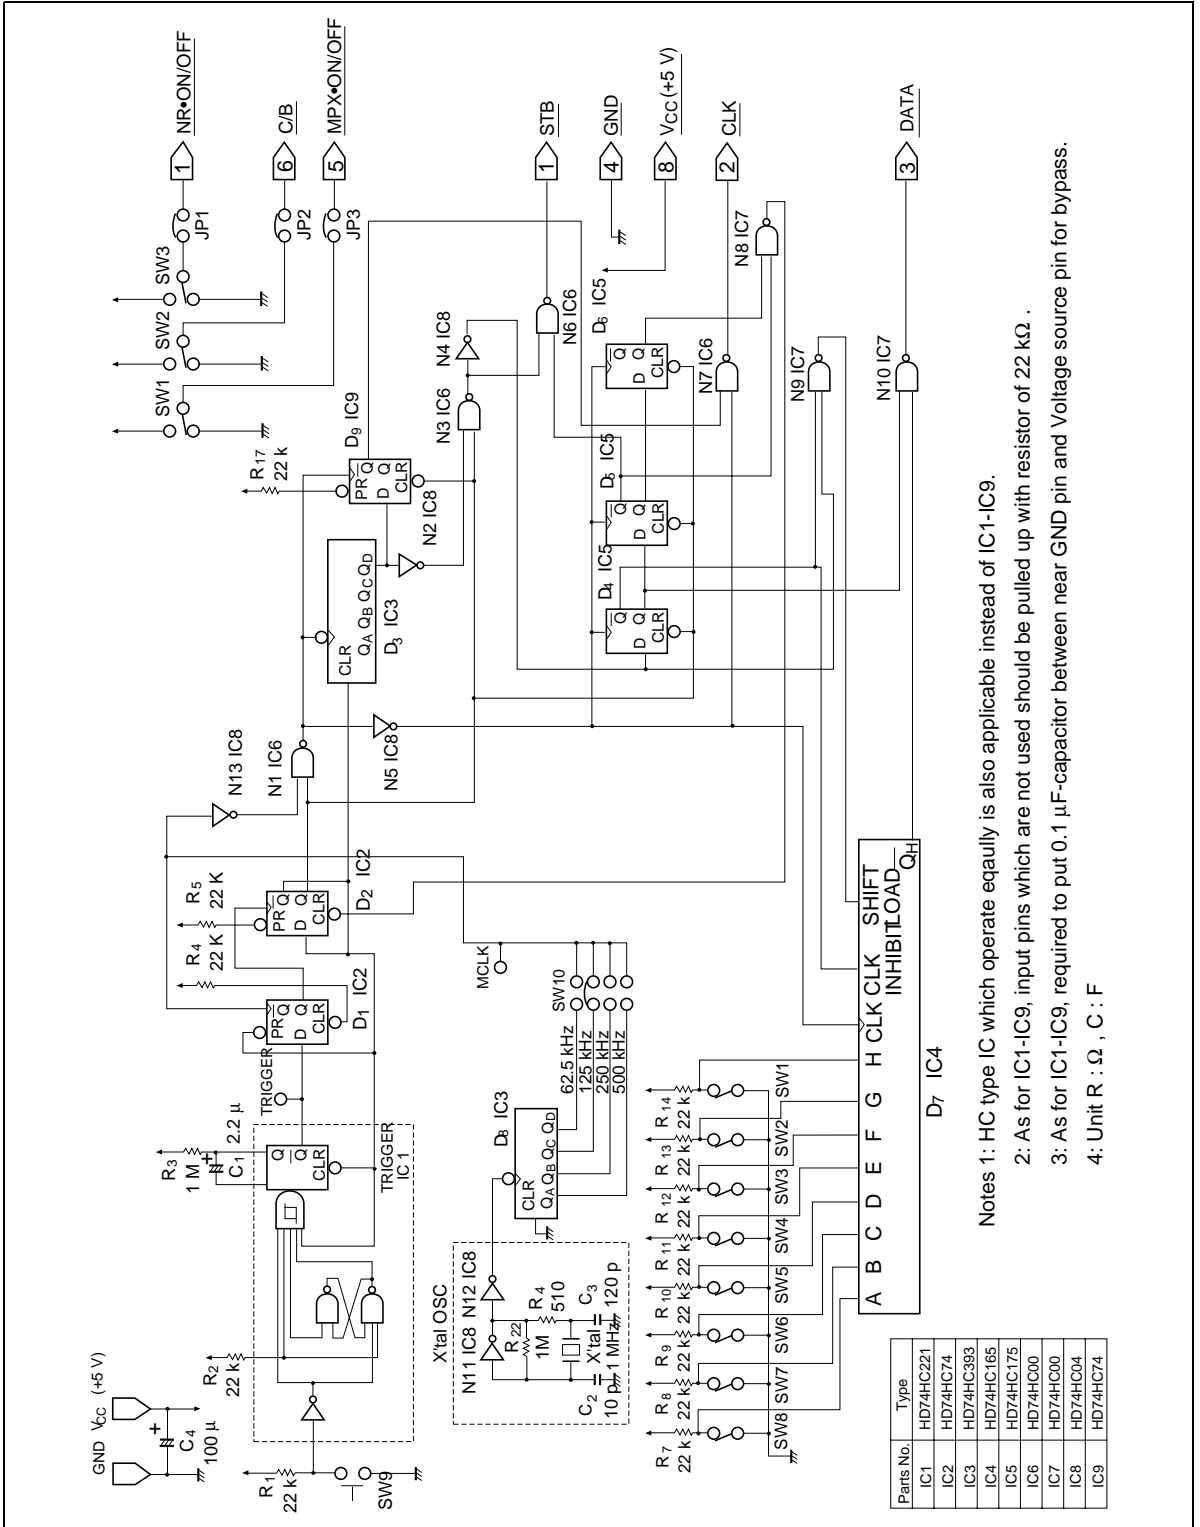 GND
VCC (+5 V)
C4
100 µ
R1
22 k
SW9
R2
22 k
R3
1 M
C1
2.2 µ
Q
Q
CLR
TRIGGER
IC 1
TRIGGER
PR
Q
Q
D
CLR
D1
IC2
R4
22 K
R5
22 K
PR
Q
Q
D
CLR
D2
IC2
N13 IC8
N1 IC6
N5 IC8
CLR
QA QB QC QD
D3 IC3
N2 IC8
R17
22 k
PR
Q
Q
D
CLR
D9 IC9
N3 IC6
N4 IC8
SW1
SW2
SW3
JP1
JP2
JP3
1
NR•ON/OFF
6
C/B
5
MPX•ON/OFF
X'tal OSC
N11 IC8
N12 IC8
R22
1M
R4
510
X'tal
1 MHz
C2
10 p
C3
120 p
D8 IC3
CLR
QA QB QC QD
SW10
62.5 kHz
125 kHz
250 kHz
500 kHz
MCLK
D4 IC5
Q
Q
D
CLR
D5 IC5
Q
Q
D
CLR
D6 IC5
Q
Q
D
CLR
N6 IC6
N7 IC6
N8 IC7
N9 IC7
N10 IC7
1
STB
4
GND
8
VCC (+5 V)
2
CLK
3
DATA
R7
22 k
R8
22 k
R9
22 k
R10
22 k
R11
22 k
R12
22 k
R13
22 k
R14
22 k
SW8
SW7
SW6
SW5
SW4
SW3
SW2
SW1
A B C D E F G H CLK CLK INHIBIT SHIFT LOAD QH
D7 IC4
Parts No. Type
IC1 HD74HC221
IC2 HD74HC74
IC3 HD74HC393
IC4 HD74HC165
IC5 HD74HC175
IC6 HD74HC00
IC7 HD74HC00
IC8 HD74HC04
IC9 HD74HC74
Notes 1: HC type IC which operate eqaully is also applicable instead of IC1-IC9.
2: As for IC1-IC9, input pins which are not used should be pulled up with resistor of 22 kΩ .
3: As for IC1-IC9, required to put 0.1 µF-capacitor between near GND pin and Voltage source pin for bypass.
4: Unit R : Ω , C : F